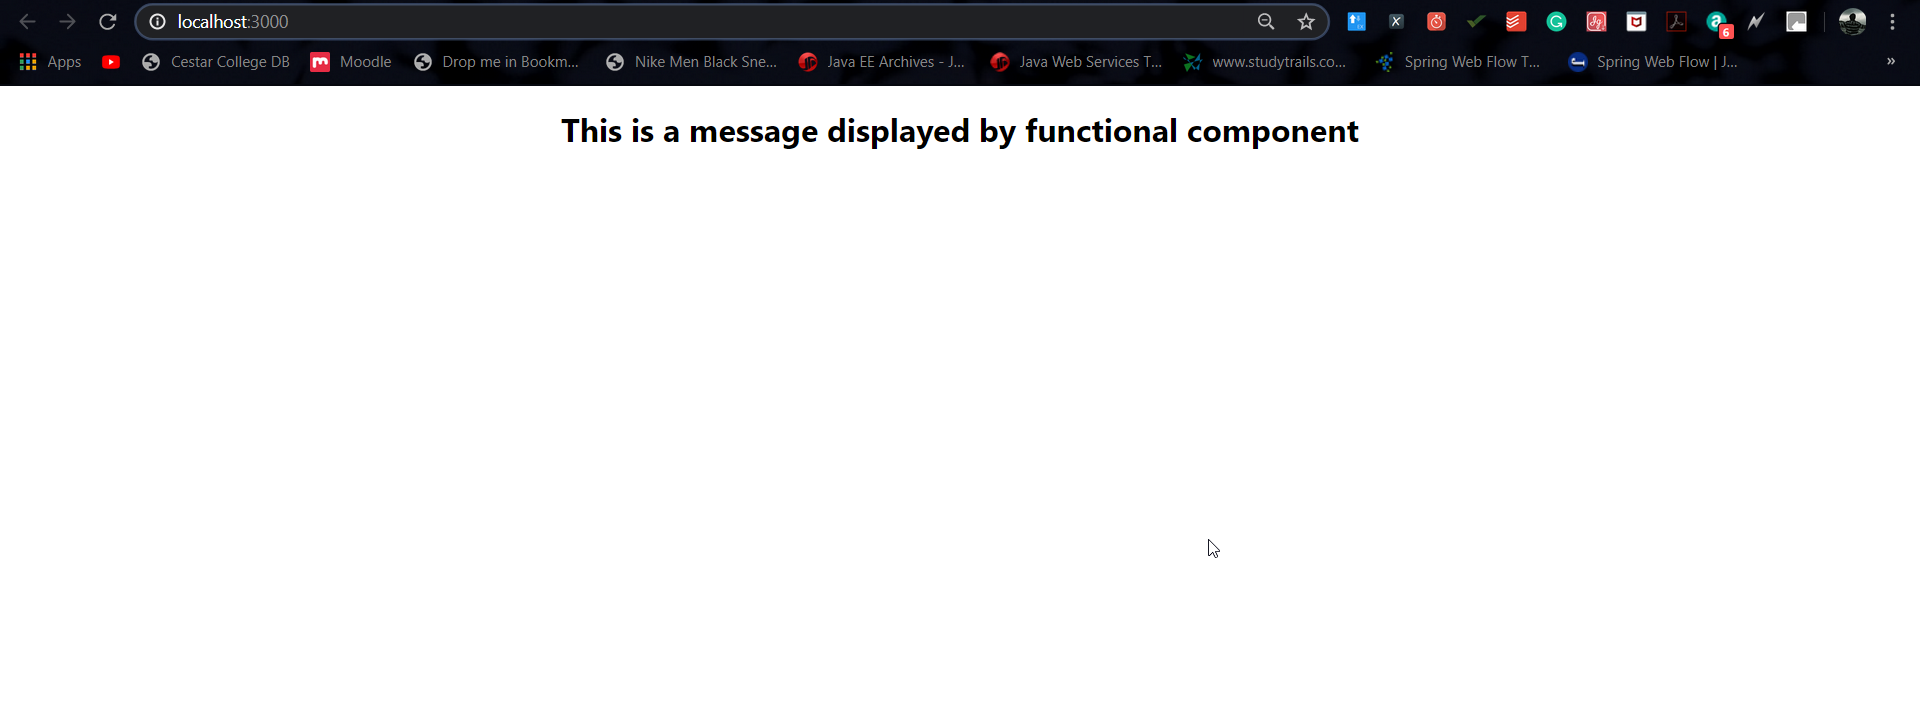 localhost:3000
6
Apps Cestar College DB Moodle Drop me in Bookm... Nike Men Black Sne... Java EE Archives - J... Java Web Services T... www.studytrails.co... Spring Web Flow T... Spring Web Flow | J... »
This is a message displayed by functional component